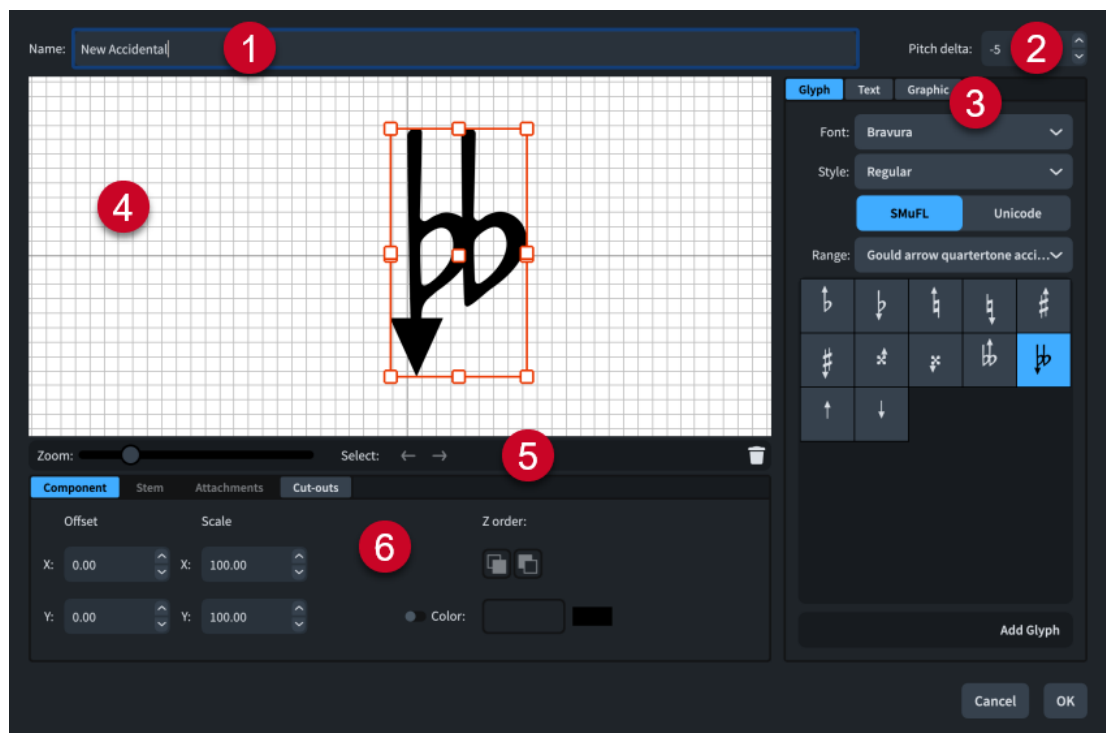 Name: New Accidental 1 Pitch delta: -5 2
Glyph Text Graphic 3
Font: Bravura
Style: Regular
SMuFL Unicode
Range: Gould arrow quartertone acci...
4
Zoom: Select: ← → 5
Component Stem Attachments Cut-outs
Offset Scale Z order:
6
X: 0.00 X: 100.00
Y: 0.00 Y: 100.00 Color:
Add Glyph
Cancel OK